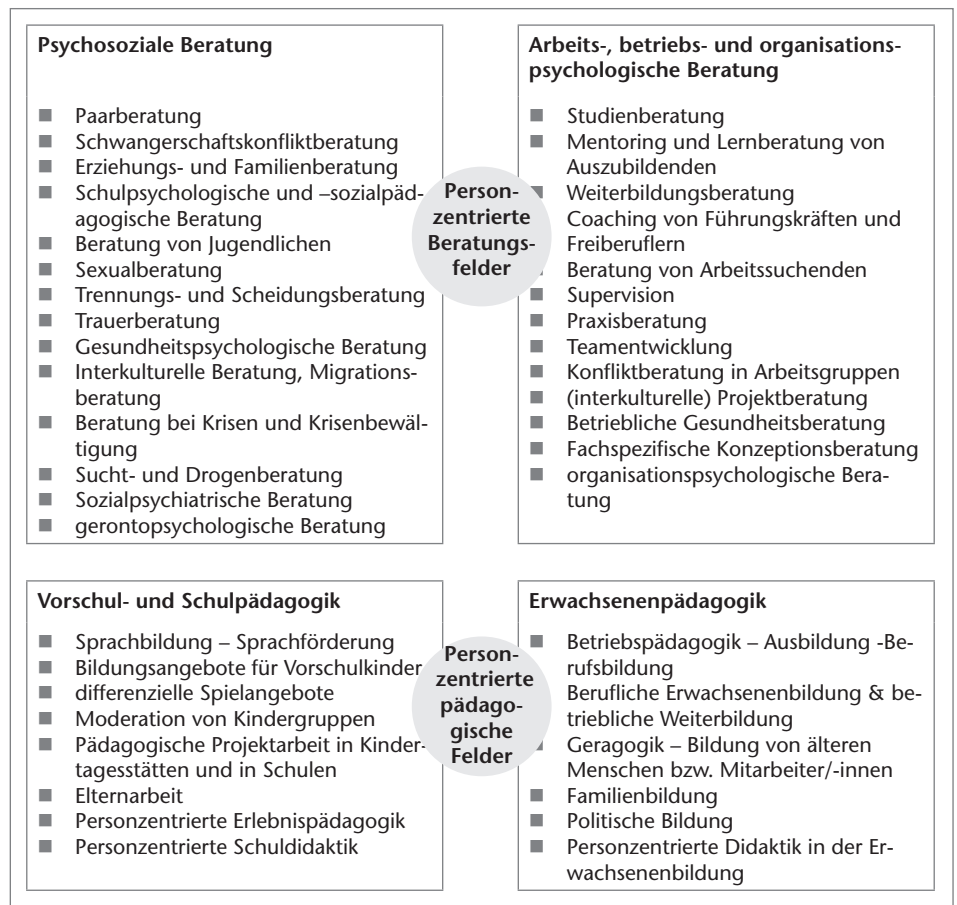 Psychosoziale Beratung
■ Paarberatung
■ Schwangerschaftskonfliktberatung
■ Erziehungs- und Familienberatung
■ Schulpsychologische und –sozialpäd-
agogische Beratung
■ Beratung von Jugendlichen
■ Sexualberatung
■ Trennungs- und Scheidungsberatung
■ Trauerberatung
■ Gesundheitspsychologische Beratung
■ Interkulturelle Beratung, Migrations-
beratung
■ Beratung bei Krisen und Krisenbewäl-
tigung
■ Sucht- und Drogenberatung
■ Sozialpsychiatrische Beratung
■ gerontopsychologische Beratung
Person-
zentrierte
Beratungs-
felder
Arbeits-, betriebs- und organisations-
psychologische Beratung
■ Studienberatung
■ Mentoring und Lernberatung von
Auszubildenden
■ Weiterbildungsberatung
Coaching von Führungskräften und
Freiberuflern
■ Beratung von Arbeitssuchenden
■ Supervision
■ Praxisberatung
■ Teamentwicklung
■ Konfliktberatung in Arbeitsgruppen
■ (interkulturelle) Projektberatung
■ Betriebliche Gesundheitsberatung
■ Fachspezifische Konzeptionsberatung
■ organisationspsychologische Bera-
tung
Vorschul- und Schulpädagogik
■ Sprachbildung – Sprachförderung
■ Bildungsangebote für Vorschulkinder
■ differenzielle Spielangebote
■ Moderation von Kindergruppen
■ Pädagogische Projektarbeit in Kinder-
tagesstätten und in Schulen
■ Elternarbeit
■ Personzentrierte Erlebnispädagogik
■ Personzentrierte Schuldidaktik
Person-
zentrierte
pädago-
gische
Felder
Erwachsenenpädagogik
■ Betriebspädagogik – Ausbildung -Be-
rufsbildung
Berufliche Erwachsenenbildung & be-
triebliche Weiterbildung
■ Geragogik – Bildung von älteren
Menschen bzw. Mitarbeiter/-innen
■ Familienbildung
■ Politische Bildung
■ Personzentrierte Didaktik in der Er-
wachsenenbildung